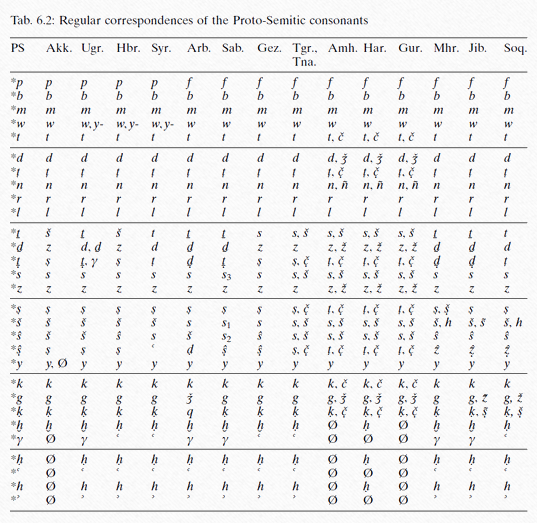 Tab. 6.2: Regular correspondences of the Proto-Semitic consonants
PS Akk. Ugr. Hbr. Syr. Arb. Sab. Gez. Tgr., Tna. Amh. Har. Gur. Mhr. Jib. Soq.
*p p p p p f f f f f f f f f f
*b b b b b b b b b b b b b b b
*m m m m m m m m m m m m m m m
*w w w, y- w, y- w, y- w w w w w w w w w w
*t t t t t t t t t t, č t, č t, č t t t
*d d d d d d d d d d, ǯ d, ǯ d, ǯ d d d
*ṭ ṭ ṭ ṭ ṭ ṭ ṭ ṭ ṭ ṭ, č̣ ṭ, č̣ ṭ, č̣ ṭ ṭ ṭ
*n n n n n n n n n n, ñ n, ñ n, ñ n n n
*r r r r r r r r r r r r r r r
*l l l l l l l l l l l l l l l
*ṯ š ṯ š t ṯ ṯ s s, š s, š s, š s, š ṯ ṯ t
*ḏ z d, ḏ z d ḏ ḏ z z z, ž z, ž z, ž ḏ ḏ d
*ṯ̣ ṣ ṯ̣, γ ṣ ṭ ḏ̣ ṯ̣ ṣ ṣ, č̣ ṭ, č̣ ṭ, č̣ ṭ, č̣ ḏ̣ ḏ̣ ṭ
*s s s s s s s₃ s s, š s, š s, š s, š s s s
*z z z z z z z z z z, ž z, ž z, ž z z z
*ṣ ṣ ṣ ṣ ṣ ṣ ṣ ṣ ṣ, č̣ ṭ, č̣ ṭ, č̣ ṭ, č̣ ṣ, ṣ̌ ṣ ṣ
*š š š š š s s₁ s s, š s, š s, š s, š š, h š, s̃ š, h
*ŝ š š ŝ s š s₂ ŝ s, š s, š s, š s, š ŝ ŝ ŝ
*ṣ̂ ṣ ṣ ṣ ʿ ḍ ṣ̂ ṣ̂ ṣ, č̣ ṭ, č̣ ṭ, č̣ ṭ, č̣ ẓ̂ ẓ̂ ẓ̂
*y y, Ø y y y y y y y y y y y y y
*k k k k k k k k k k, č k, č k, č k k k
*g g g g g ǯ g g g g, ǯ g, ǯ g, ǯ g g, ž g, ž
*ḳ ḳ ḳ ḳ ḳ q ḳ ḳ ḳ ḳ, č̣ ḳ, č̣ ḳ, č̣ ḳ ḳ, ṣ̌ ḳ, ṣ̌
*ḫ ḫ ḫ ḥ ḥ ḫ ḫ ḫ ḥ Ø ḥ Ø ḫ ḫ ḥ
*γ Ø γ ʿ ʿ γ γ ʿ ʿ Ø Ø Ø γ γ ʿ
*ḥ Ø ḥ ḥ ḥ ḥ ḥ ḥ ḥ Ø ḥ Ø ḥ ḥ ḥ
*ʿ Ø ʿ ʿ ʿ ʿ ʿ ʿ ʿ Ø Ø Ø ʿ ʿ ʿ
*h Ø h h h h h h h Ø h Ø h h h
*ʾ Ø ʾ ʾ ʾ ʾ ʾ ʾ ʾ Ø Ø Ø ʾ ʾ ʾ